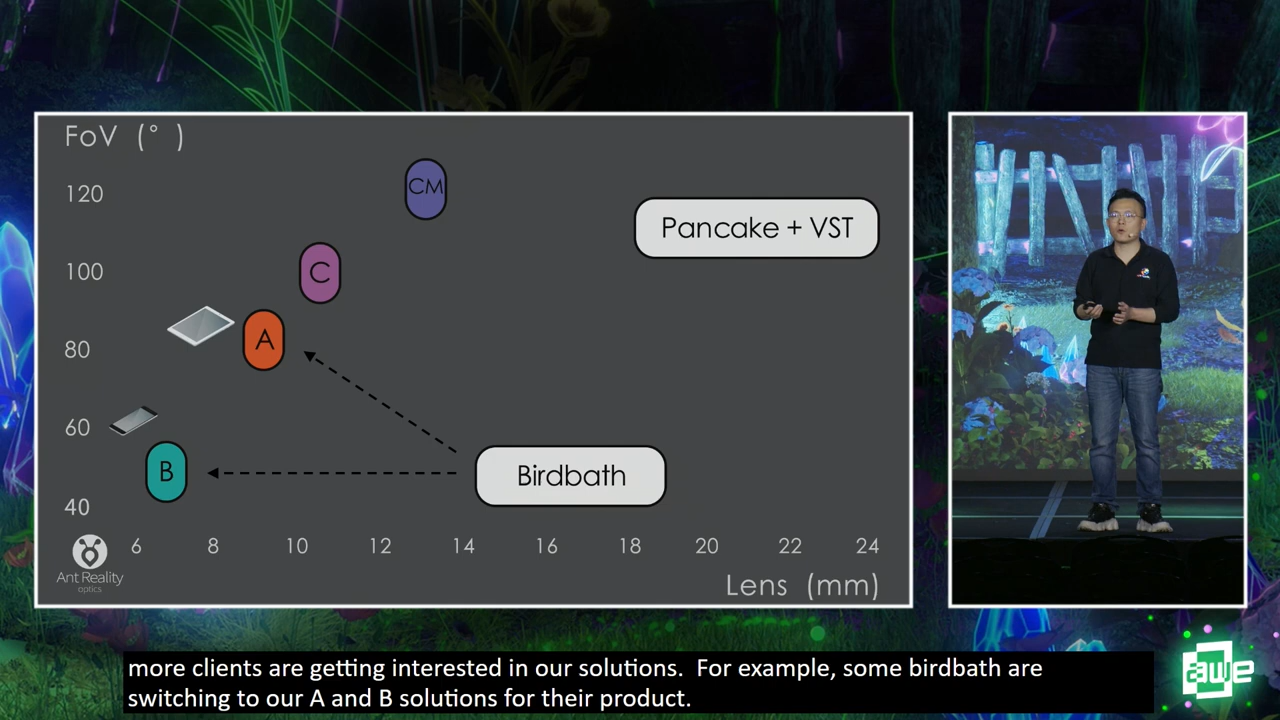 FoV (°)
120
100
80
60
40
CM
C
A
B
Pancake + VST
Birdbath
6 8 10 12 14 16 18 20 22 24
Lens (mm)
Ant Reality
optics
more clients are getting interested in our solutions. For example, some birdbath are
switching to our A and B solutions for their product.
awe